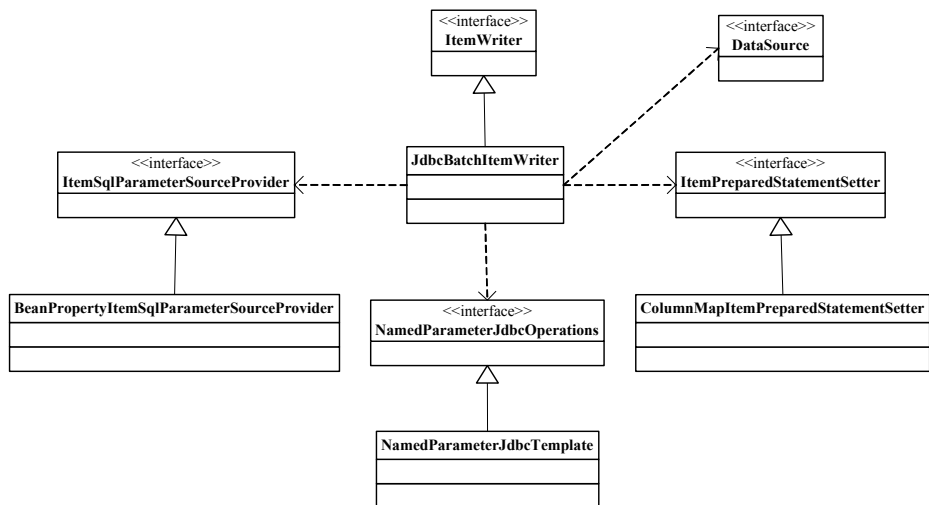 <<interface>>
ItemWriter
<<interface>>
DataSource
<<interface>>
ItemSqlParameterSourceProvider
JdbcBatchItemWriter
<<interface>>
ItemPreparedStatementSetter
BeanPropertyItemSqlParameterSourceProvider
<<interface>>
NamedParameterJdbcOperations
ColumnMapItemPreparedStatementSetter
NamedParameterJdbcTemplate